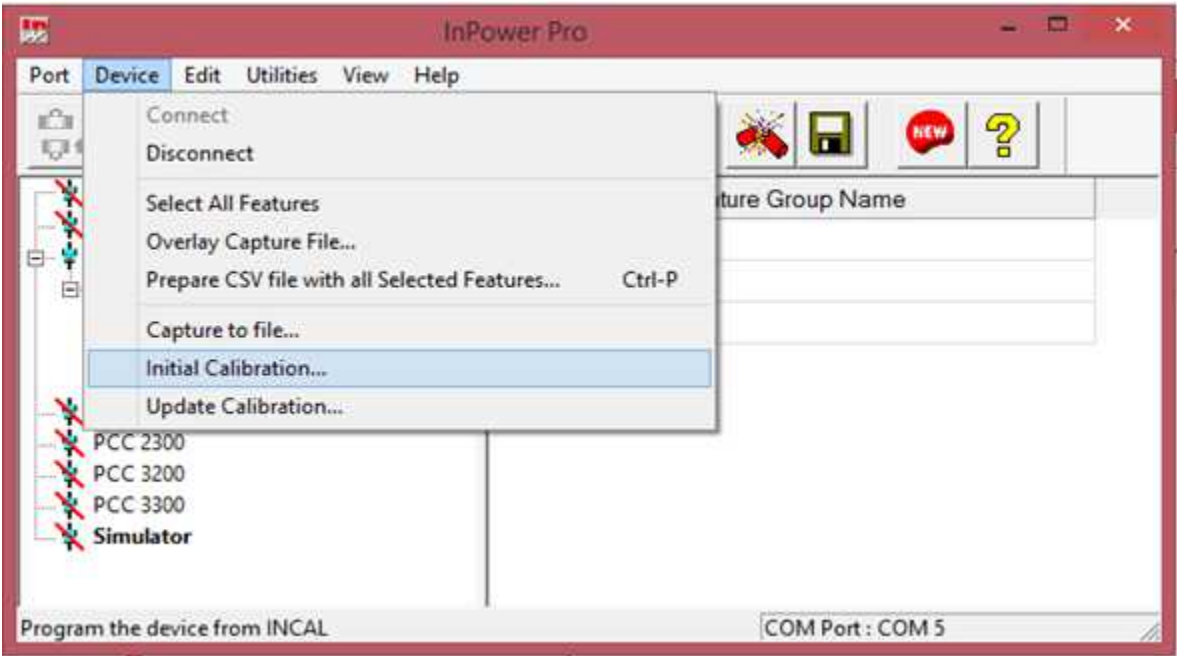 InPower Pro
Port Device Edit Utilities View Help
Connect
Disconnect
NEW
Select All Features
ture Group Name
Overlay Capture File...
Prepare CSV file with all Selected Features... Ctrl-P
Capture to file...
Initial Calibration...
Update Calibration...
PCC 2300
PCC 3200
PCC 3300
Simulator
Program the device from INCAL COM Port : COM 5